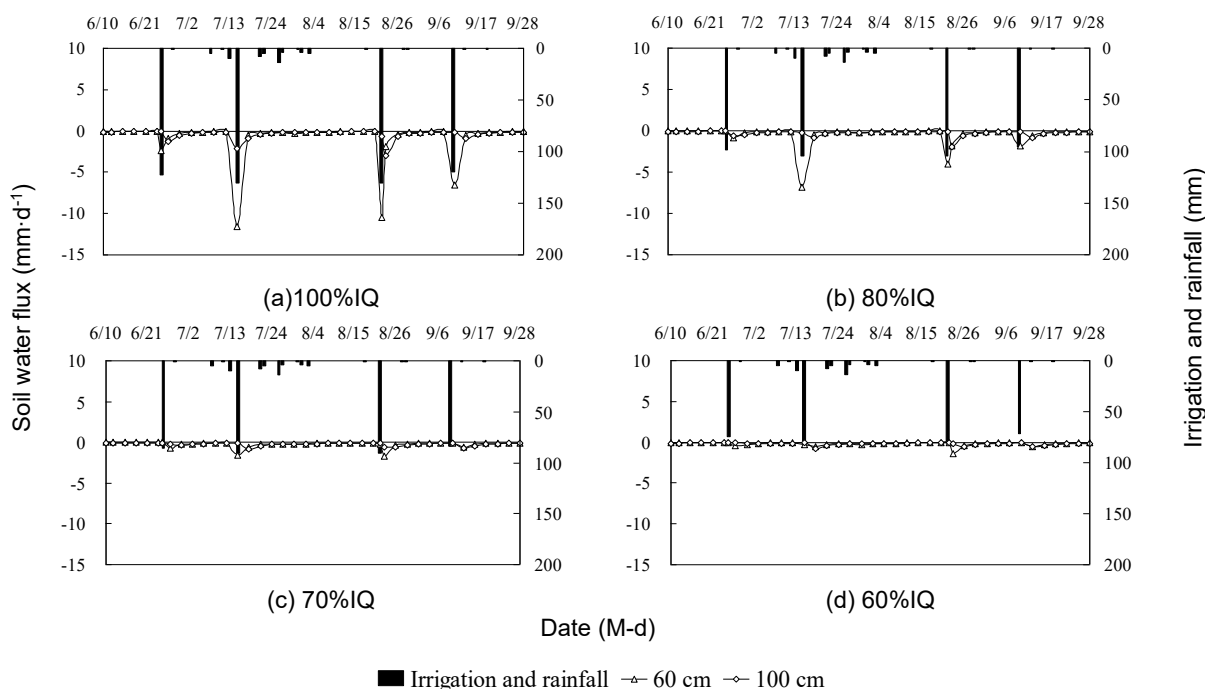 6/10 6/21 7/2 7/13 7/24 8/4 8/15 8/26 9/6 9/17 9/28
10 5 0 -5 -10 -15
0 50 100 150 200
(a)100%IQ
6/10 6/21 7/2 7/13 7/24 8/4 8/15 8/26 9/6 9/17 9/28
10 5 0 -5 -10 -15
0 50 100 150 200
(b) 80%IQ
6/10 6/21 7/2 7/13 7/24 8/4 8/15 8/26 9/6 9/17 9/28
10 5 0 -5 -10 -15
0 50 100 150 200
(c) 70%IQ
6/10 6/21 7/2 7/13 7/24 8/4 8/15 8/26 9/6 9/17 9/28
10 5 0 -5 -10 -15
0 50 100 150 200
(d) 60%IQ
Soil water flux (mm·d⁻¹)
Irrigation and rainfall (mm)
Date (M-d)
Irrigation and rainfall 60 cm 100 cm